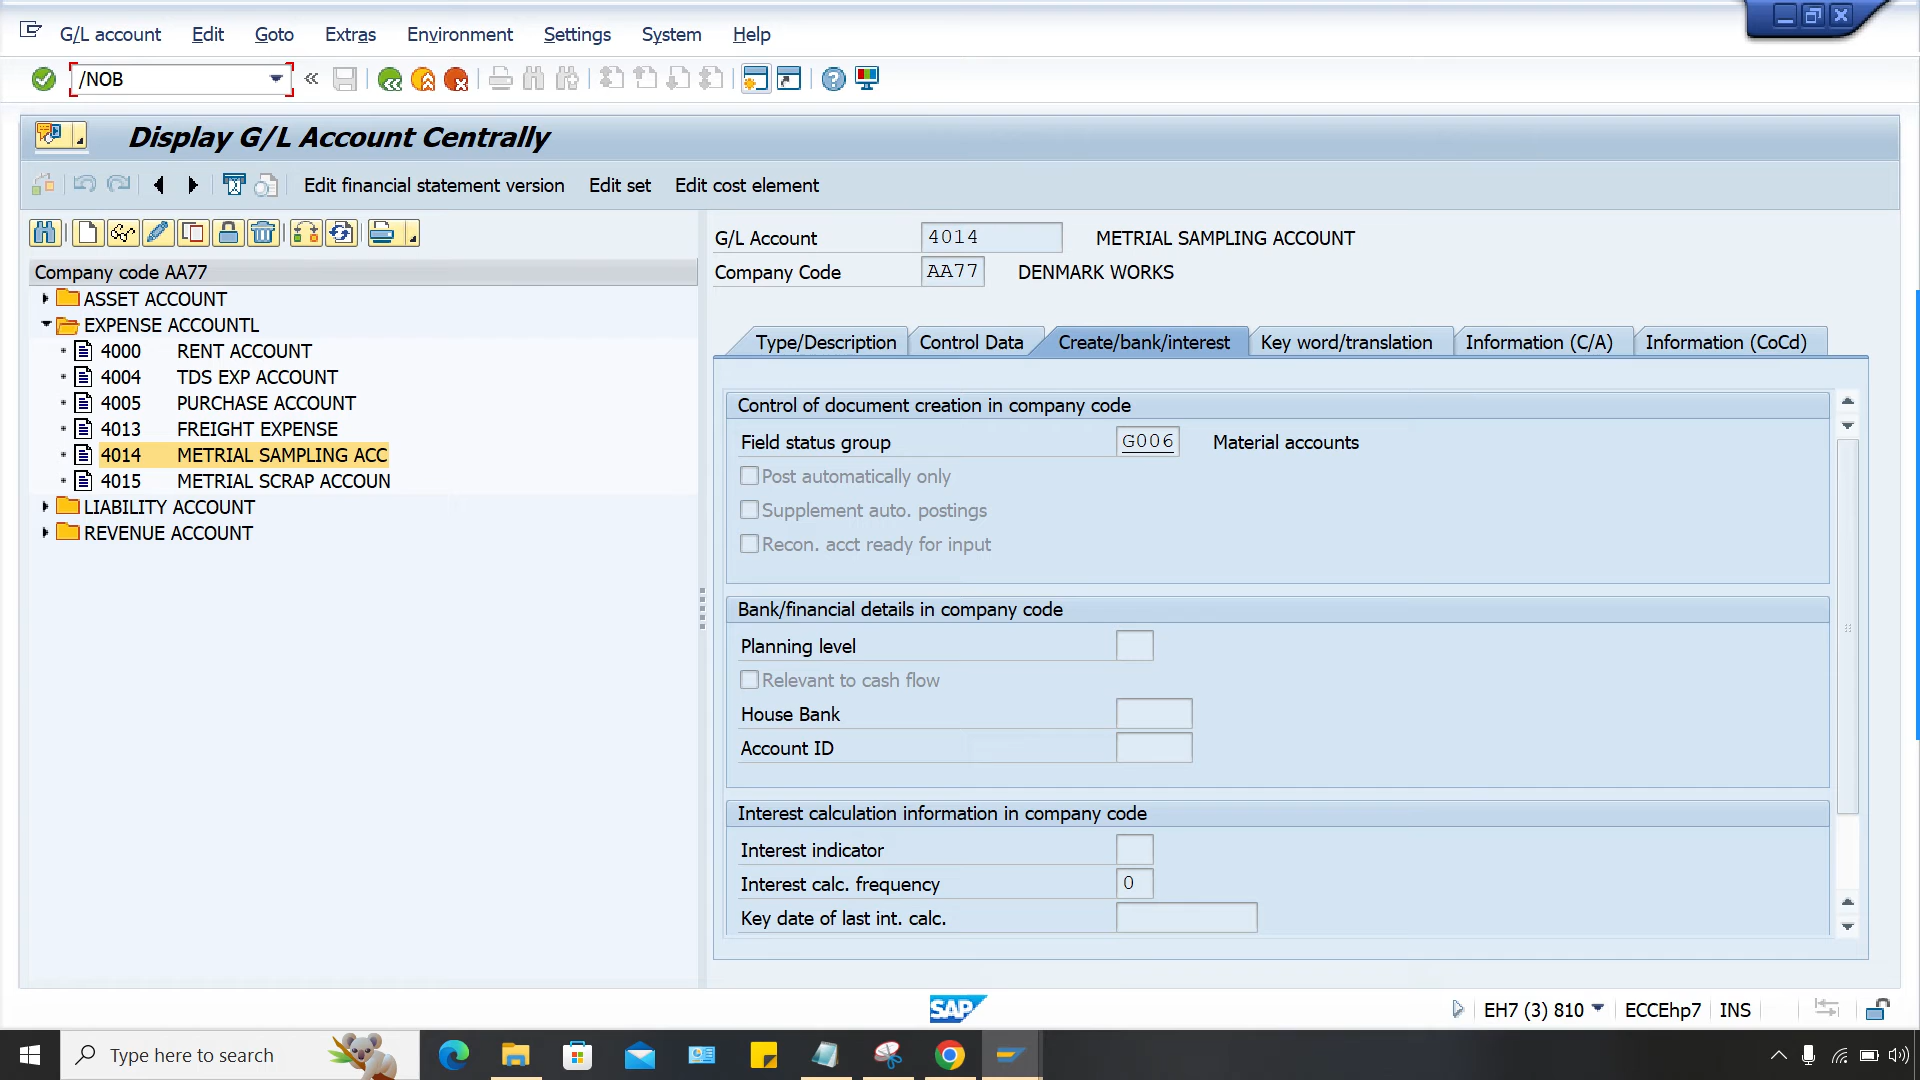 G/L account Edit Goto Extras Environment Settings System Help
/NOB
Display G/L Account Centrally
Edit financial statement version Edit set Edit cost element
Company code AA77
ASSET ACCOUNT
EXPENSE ACCOUNTL
4000 RENT ACCOUNT
4004 TDS EXP ACCOUNT
4005 PURCHASE ACCOUNT
4013 FREIGHT EXPENSE
4014 METRIAL SAMPLING ACC
4015 METRIAL SCRAP ACCOUN
LIABILITY ACCOUNT
REVENUE ACCOUNT
G/L Account 4014 METRIAL SAMPLING ACCOUNT
Company Code AA77 DENMARK WORKS
Type/Description Control Data Create/bank/interest Key word/translation Information (C/A) Information (CoCd)
Control of document creation in company code
Field status group G006 Material accounts
Post automatically only
Supplement auto. postings
Recon. acct ready for input
Bank/financial details in company code
Planning level
Relevant to cash flow
House Bank
Account ID
Interest calculation information in company code
Interest indicator
Interest calc. frequency 0
Key date of last int. calc.
SAP EH7 (3) 810 ECCEhp7 INS
Type here to search